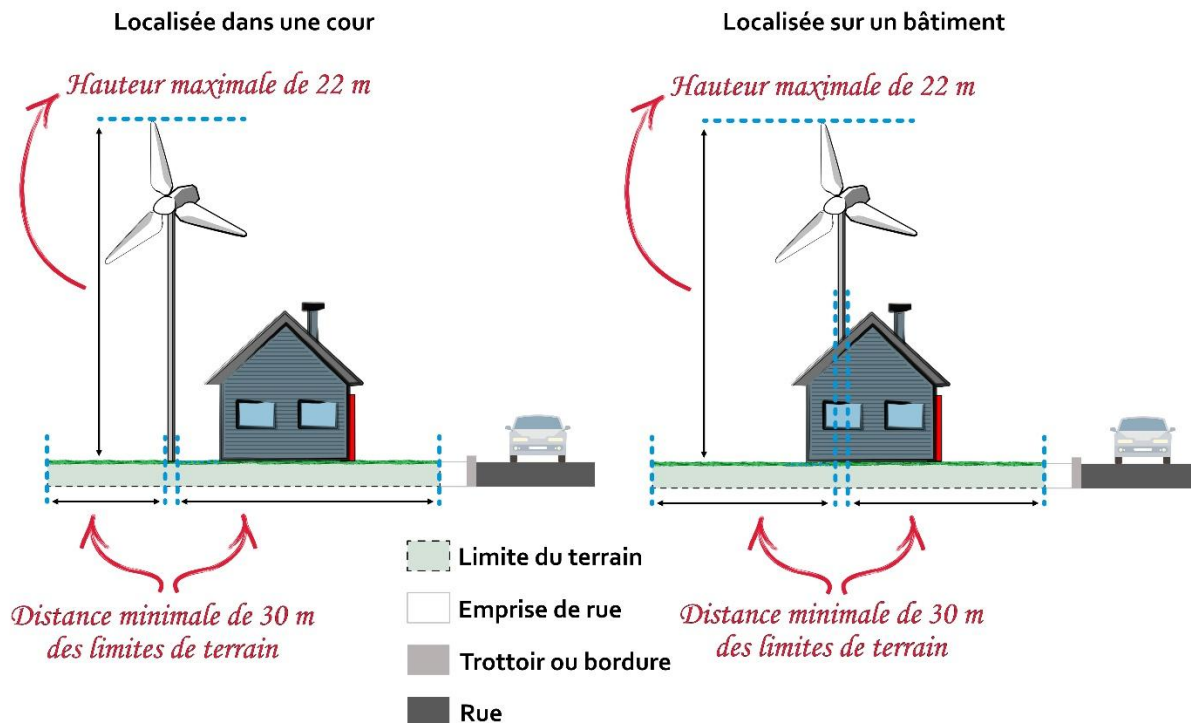 Localisée dans une cour
Hauteur maximale de 22 m
Distance minimale de 30 m
des limites de terrain
Localisée sur un bâtiment
Hauteur maximale de 22 m
Distance minimale de 30 m
des limites de terrain
Limite du terrain
Emprise de rue
Trottoir ou bordure
Rue